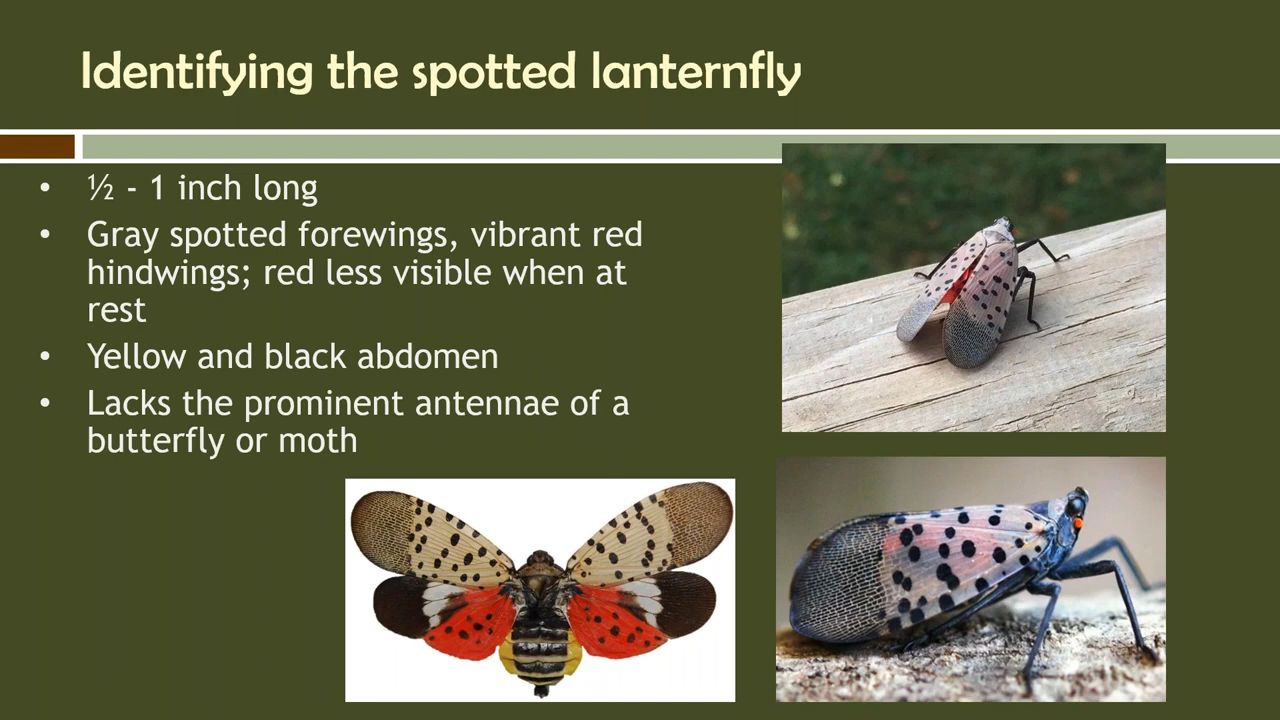 Identifying the spotted lanternfly
• ½ - 1 inch long
• Gray spotted forewings, vibrant red
hindwings; red less visible when at
rest
• Yellow and black abdomen
• Lacks the prominent antennae of a
butterfly or moth